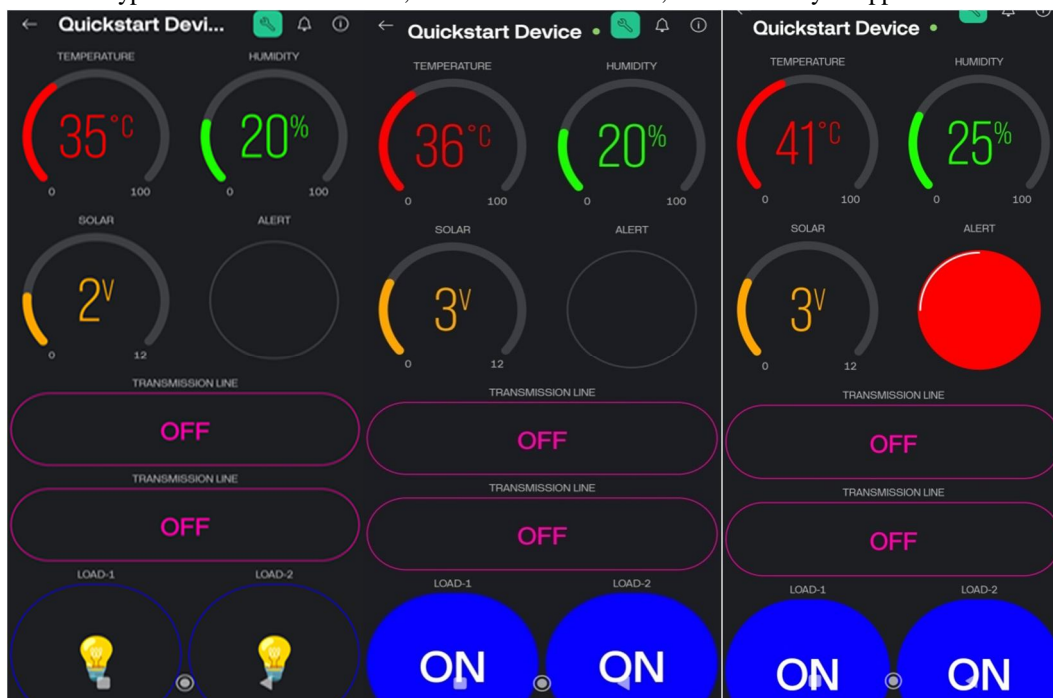 Quickstart Devi...
TEMPERATURE HUMIDITY
35°C 20%
0 100 0 100
SOLAR ALERT
2V
0 12
TRANSMISSION LINE
OFF
TRANSMISSION LINE
OFF
LOAD-1 LOAD-2
Quickstart Device
TEMPERATURE HUMIDITY
36°C 20%
0 100 0 100
SOLAR ALERT
3V
0 12
TRANSMISSION LINE
OFF
TRANSMISSION LINE
OFF
LOAD-1 LOAD-2
ON ON
Quickstart Device
TEMPERATURE HUMIDITY
41°C 25%
0 100 0 100
SOLAR ALERT
3V
0 12
TRANSMISSION LINE
OFF
TRANSMISSION LINE
OFF
LOAD-1 LOAD-2
ON ON